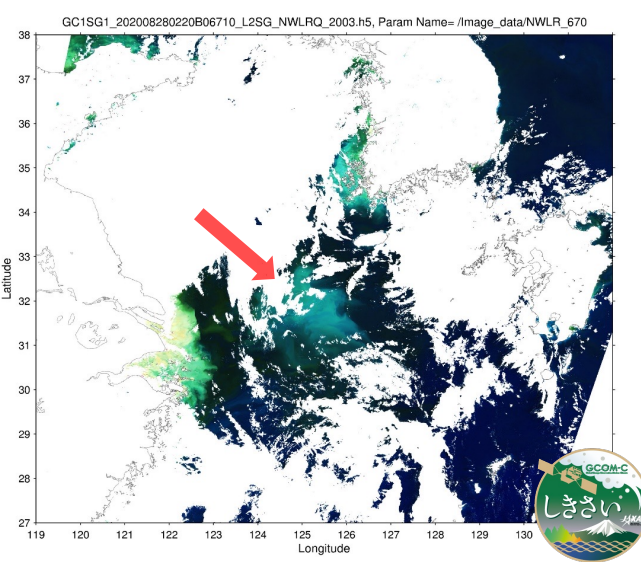 GC1SG1_202008280220B06710_L2SG_NWLRQ_2003.h5, Param Name= /Image_data/NWLR_670
38
37
36
35
34
33
32
31
30
29
28
27
Latitude
119 120 121 122 123 124 125 126 127 128 129 130
Longitude
GCOM-C
しきさい
JAXA